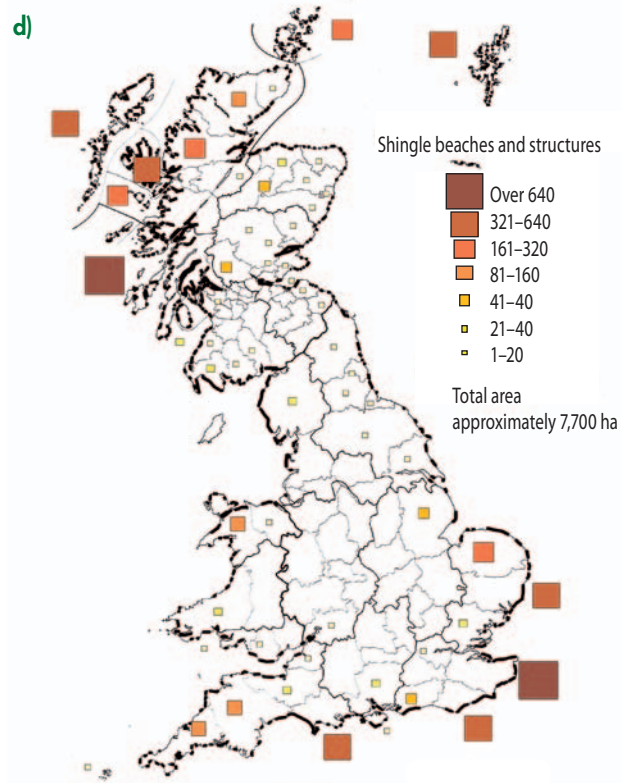 d)
Shingle beaches and structures
Over 640
321–640
161–320
81–160
41–40
21–40
1–20
Total area
approximately 7,700 ha